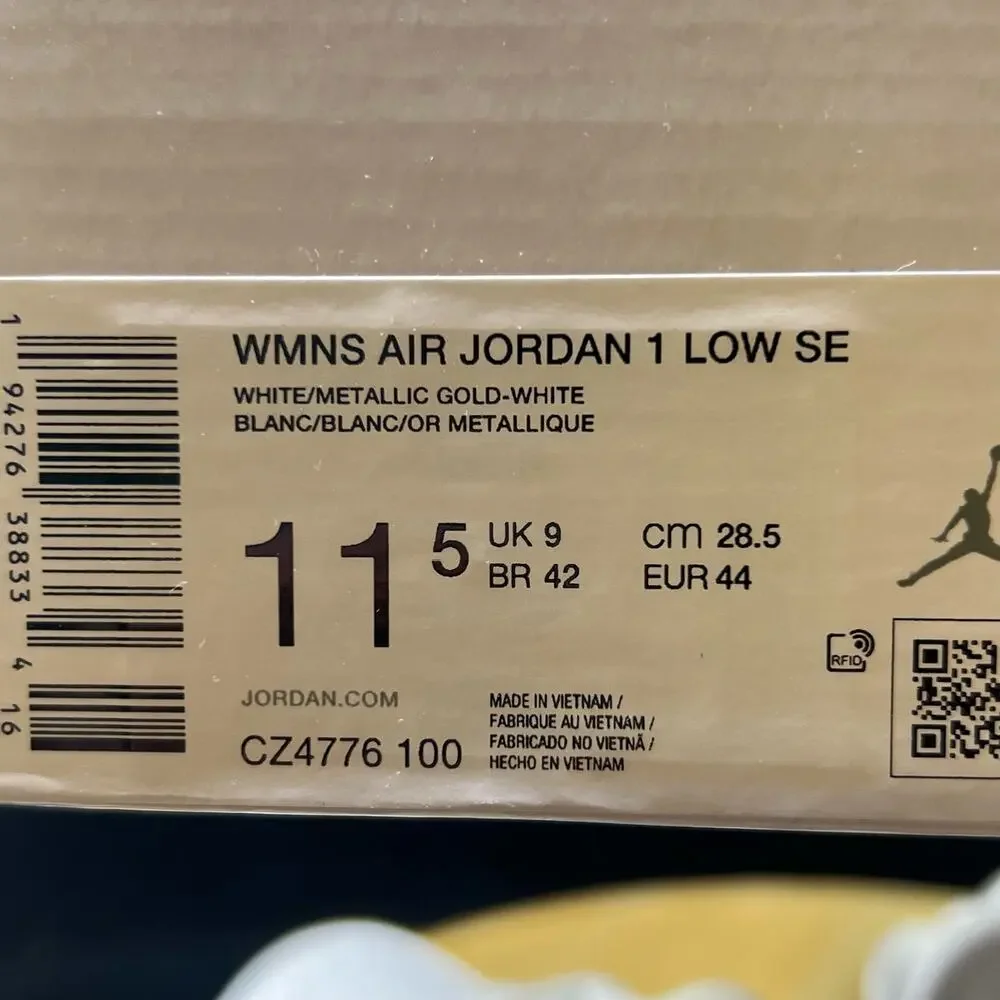 WMNS AIR JORDAN 1 LOW SE
WHITE/METALLIC GOLD-WHITE
BLANC/BLANC/OR METALLIQUE
11 5
UK 9
BR 42
CM 28.5
EUR 44
RFID
JORDAN.COM
CZ4776 100
MADE IN VIETNAM /
FABRIQUE AU VIETNAM /
FABRICADO NO VIETNÃ /
HECHO EN VIETNAM
1 94276 38833 4 16